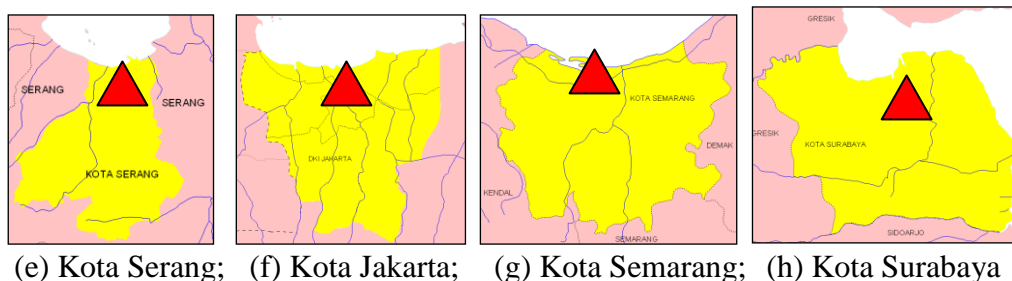 SERANG
SERANG
KOTA SERANG
DKI JAKARTA
KOTA SEMARANG
DEMAK
KENDAL
SEMARANG
GRESIK
GRESIK
KOTA SURABAYA
SIDOARJO
(e) Kota Serang; (f) Kota Jakarta; (g) Kota Semarang; (h) Kota Surabaya